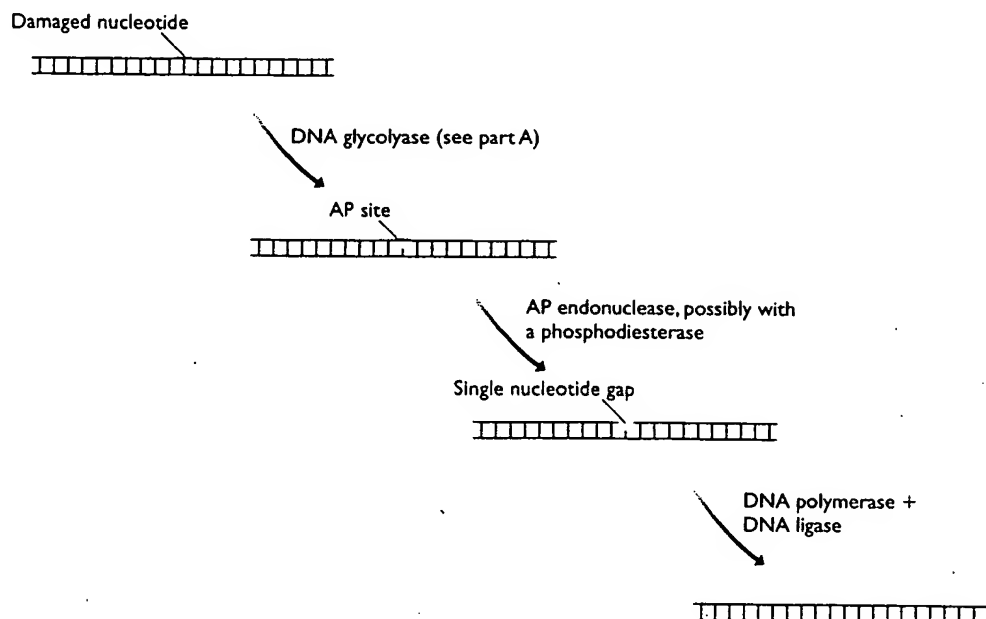 Damaged nucleotide
DNA glycolyase (see part A)
AP site
AP endonuclease, possibly with
a phosphodiesterase
Single nucleotide gap
DNA polymerase +
DNA ligase